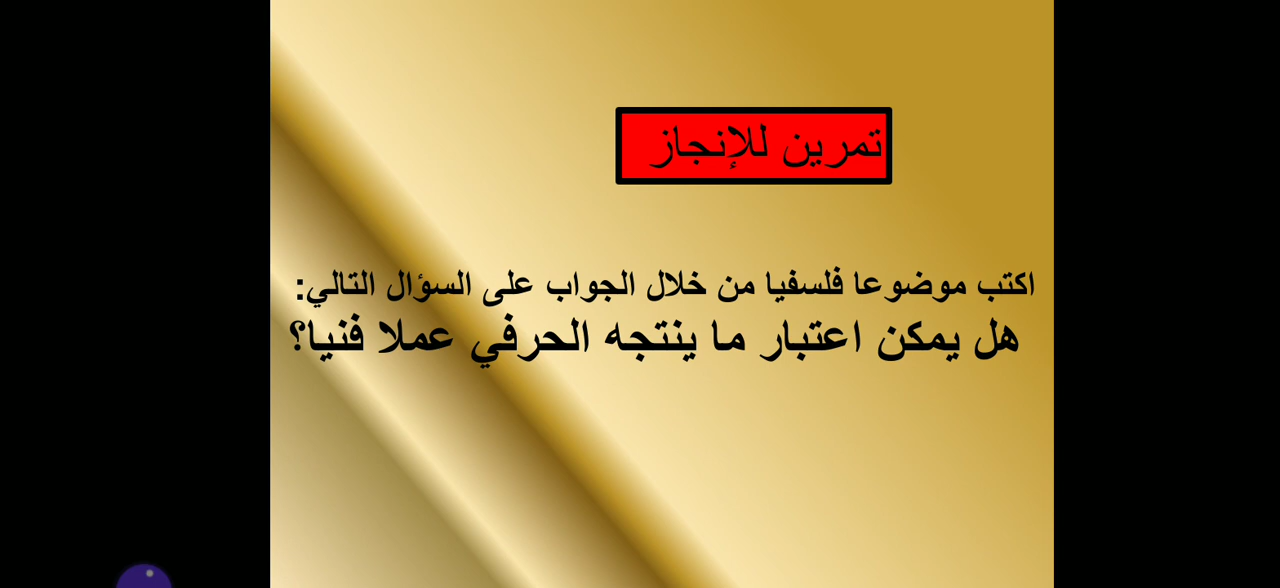 تمرين للإنجاز
اكتب موضوعا فلسفيا من خلال الجواب على السؤال التالي:
هل يمكن اعتبار ما ينتجه الحرفي عملا فنيا؟